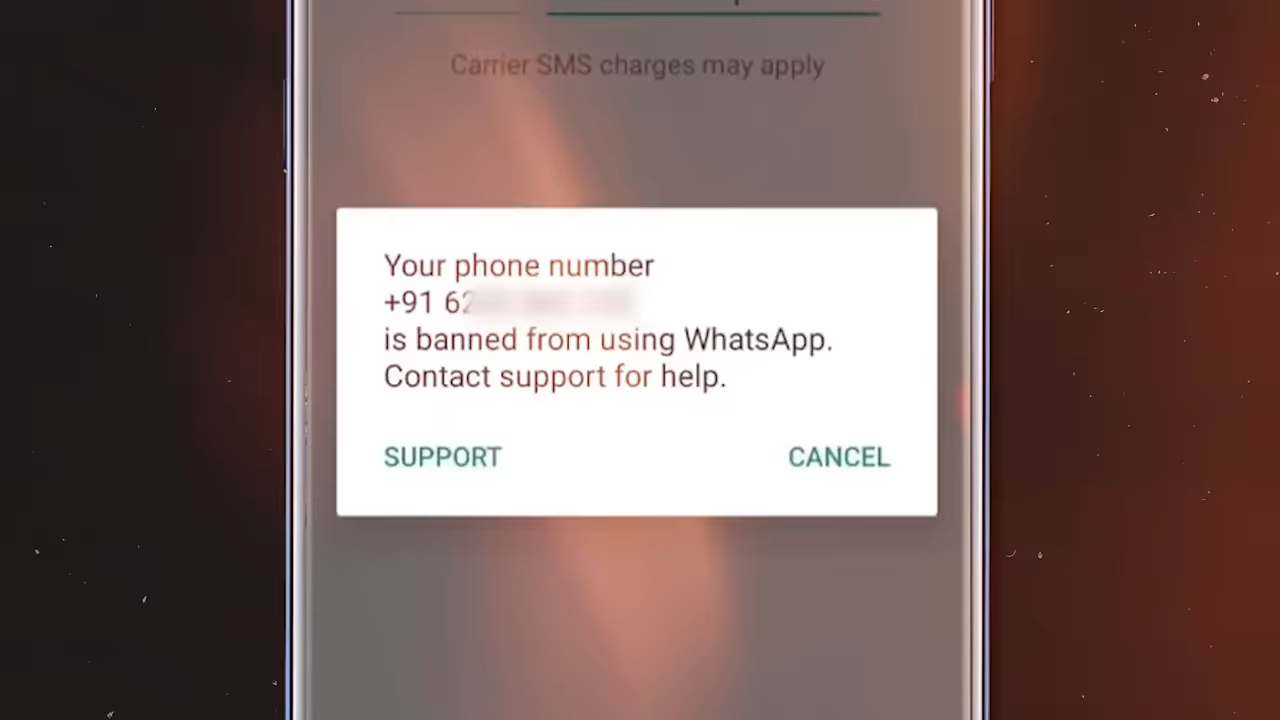 Carrier SMS charges may apply
Your phone number
+91 62
is banned from using WhatsApp.
Contact support for help.
SUPPORT
CANCEL